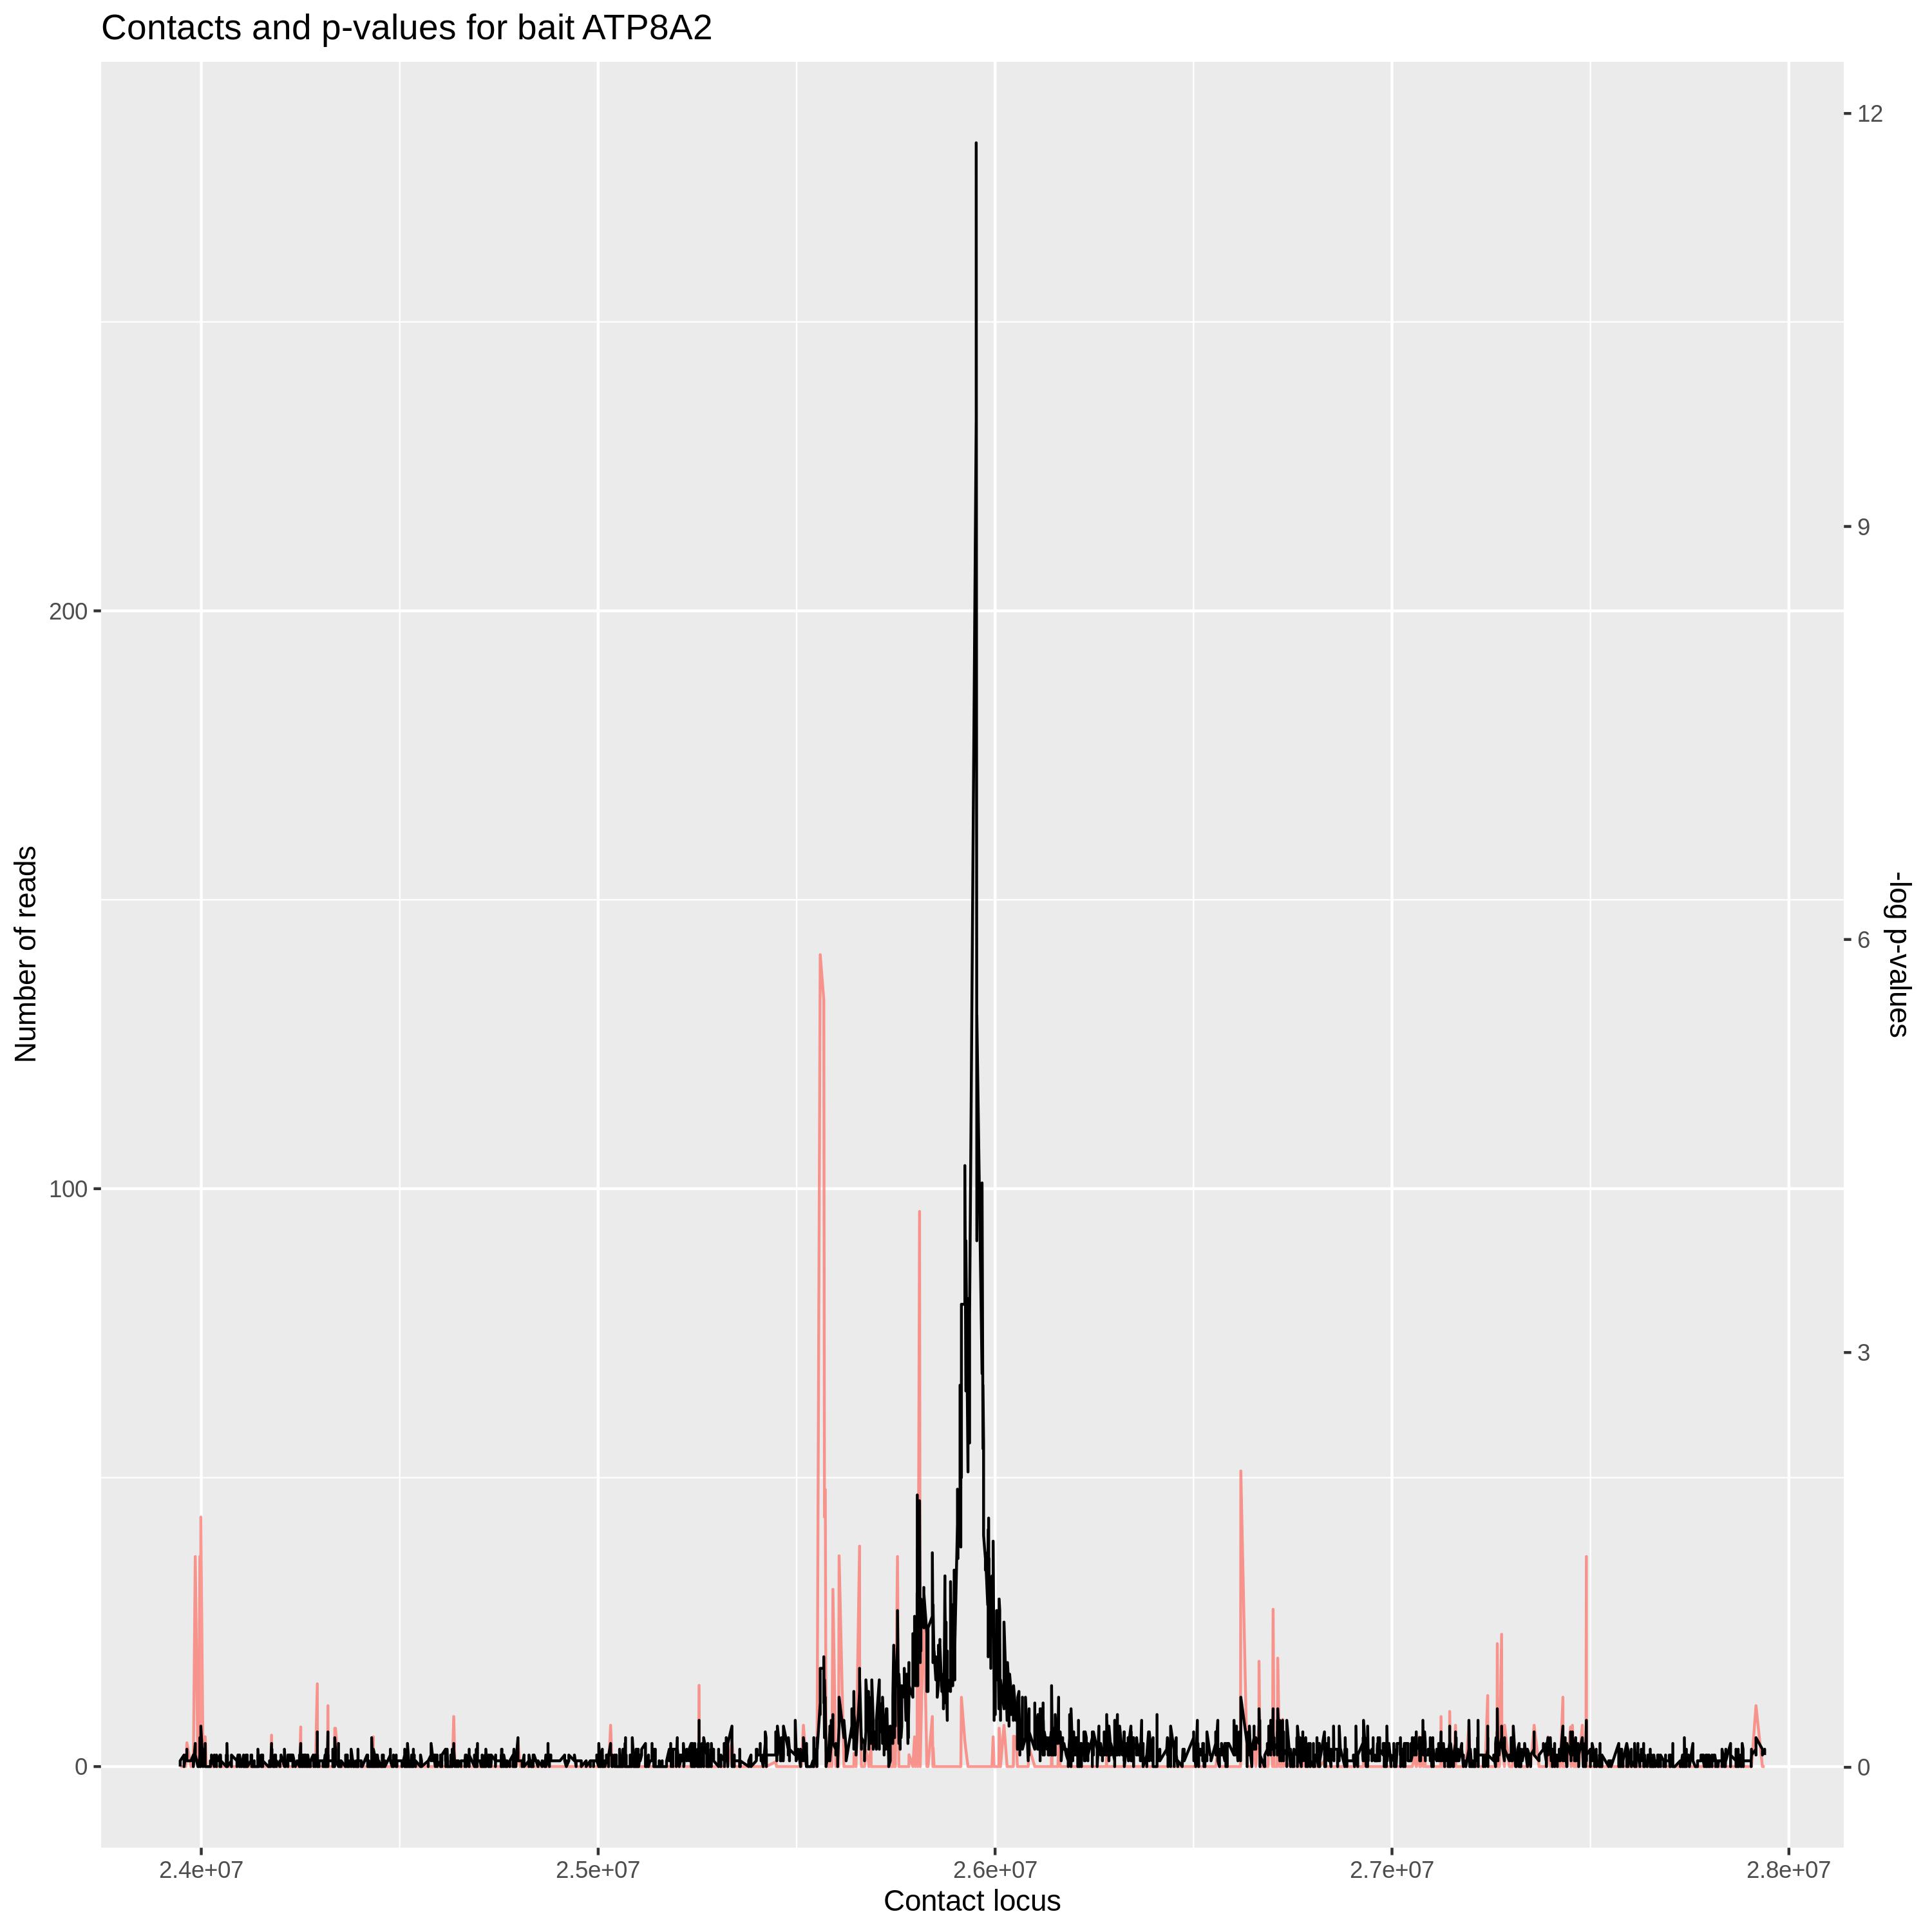 Contacts and p-values for bait ATP8A2
12
9
200
Number of reads
6
-log p-values
100
3
0
0
2.4e+07
2.5e+07
2.6e+07
2.7e+07
2.8e+07
Contact locus